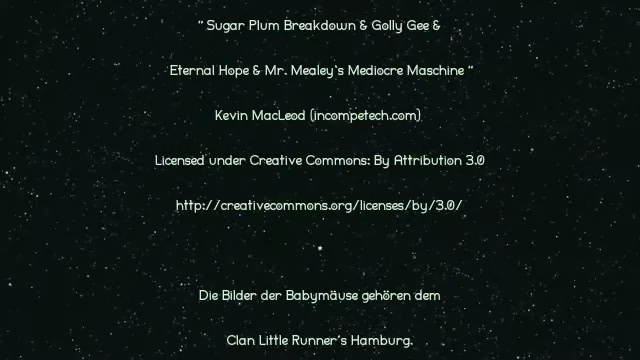 " Sugar Plum Breakdown & Golly Gee &
Eternal Hope & Mr. Mealey's Mediocre Maschine "
Kevin MacLeod (incompetech.com)
Licensed under Creative Commons: By Attribution 3.0
http://creativecommons.org/licenses/by/3.0/
Die Bilder der Babymäuse gehören dem
Clan Little Runner's Hamburg.